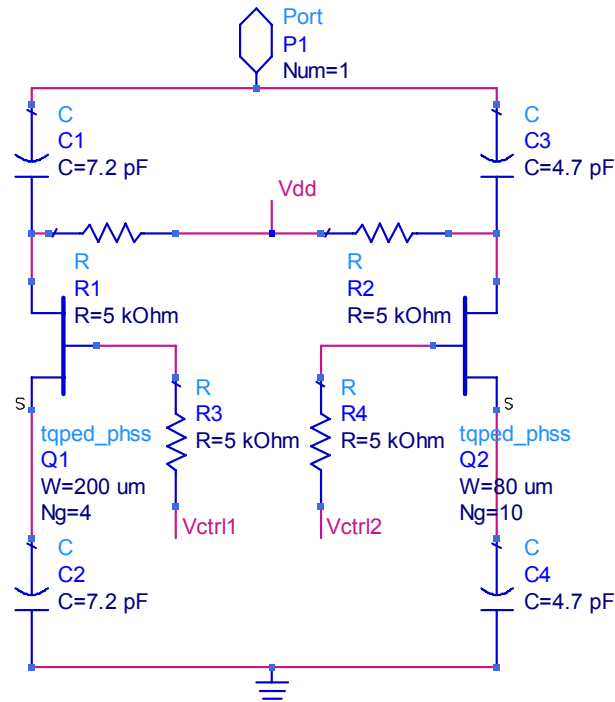 Port
P1
Num=1
C
C1
C=7.2 pF
C
C3
C=4.7 pF
Vdd
R
R1
R=5 kOhm
R
R2
R=5 kOhm
S
tqped_phss
Q1
W=200 um
Ng=4
R
R3
R=5 kOhm
R
R4
R=5 kOhm
S
tqped_phss
Q2
W=80 um
Ng=10
Vctrl1
Vctrl2
C
C2
C=7.2 pF
C
C4
C=4.7 pF